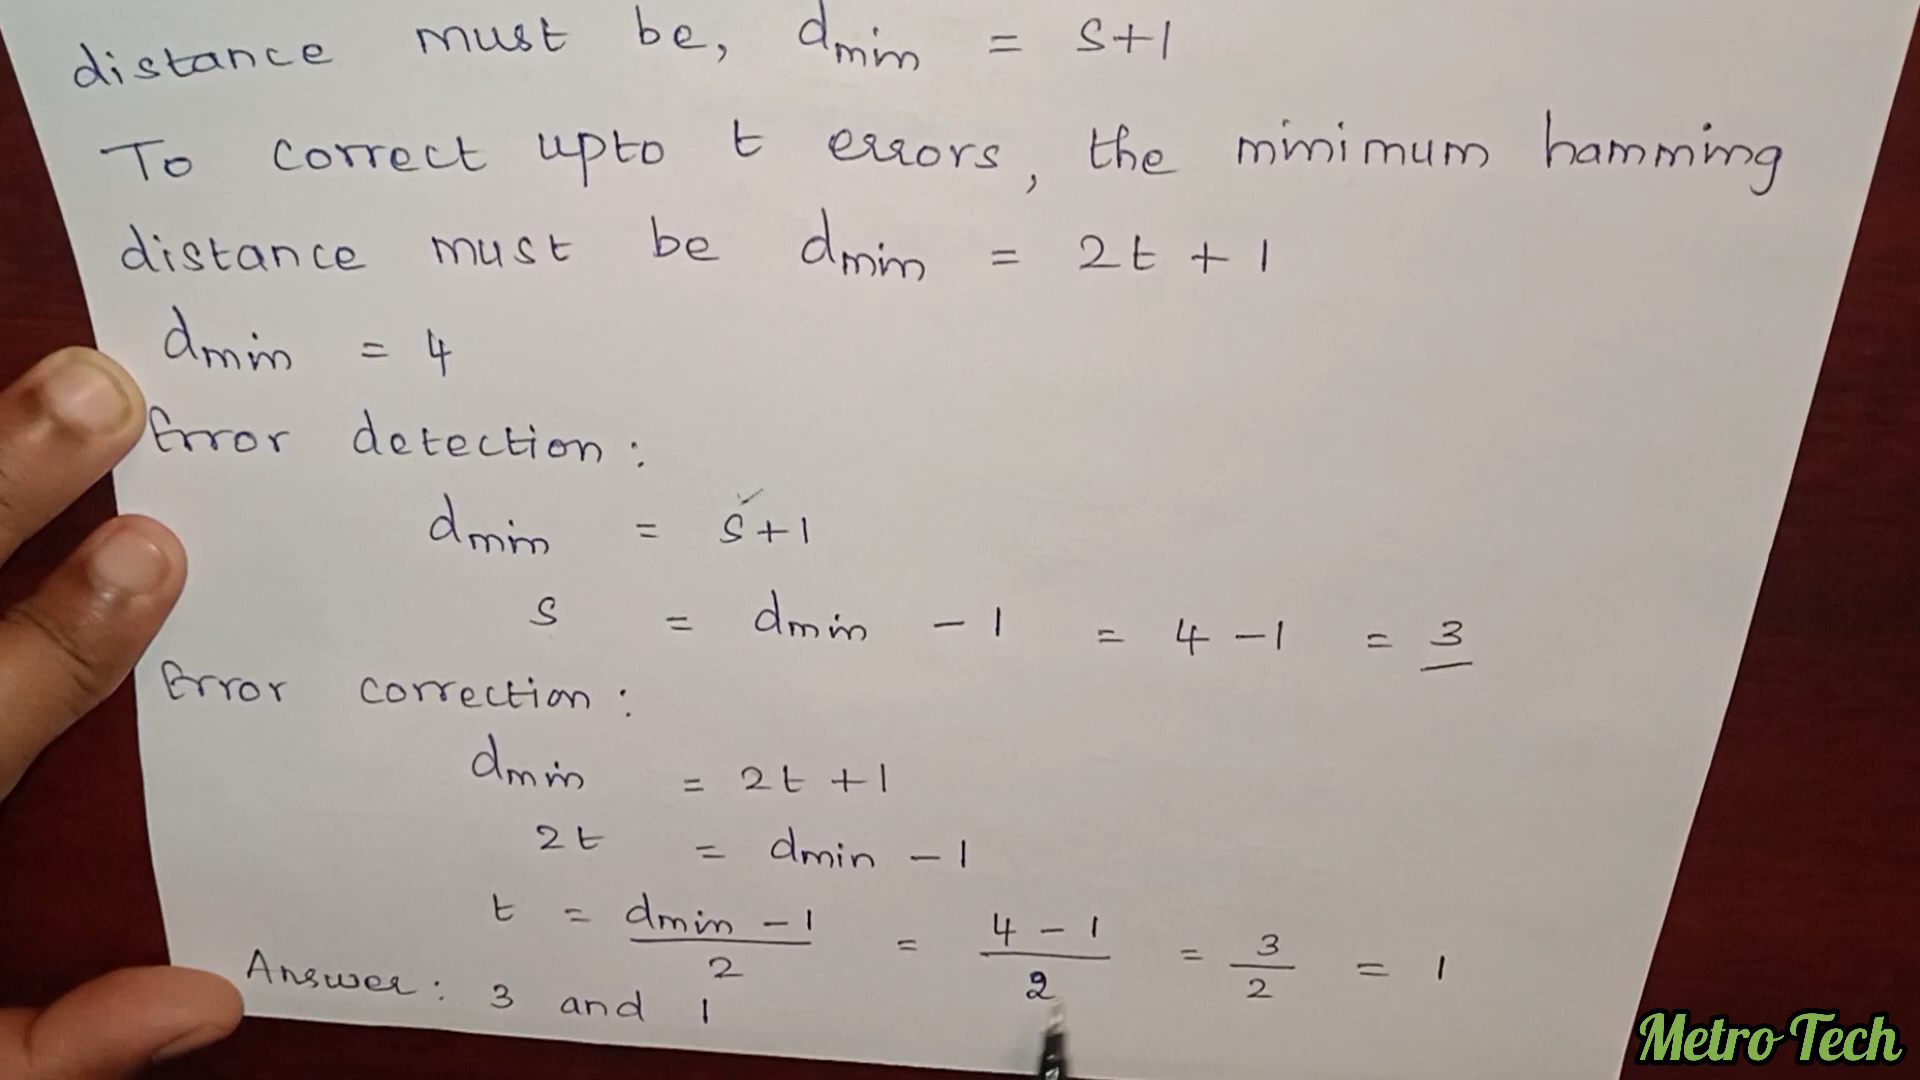 distance must be, dmin = s+1
To correct upto t errors, the minimum hamming
distance must be dmin = 2t + 1
dmin = 4
Error detection :
dmin = s+1
s = dmin - 1 = 4 - 1 = 3
Error correction :
dmin = 2t + 1
2t = dmin - 1
t = dmin - 1 / 2 = 4 - 1 / 2 = 3 / 2 = 1
Answer : 3 and 1
Metro Tech